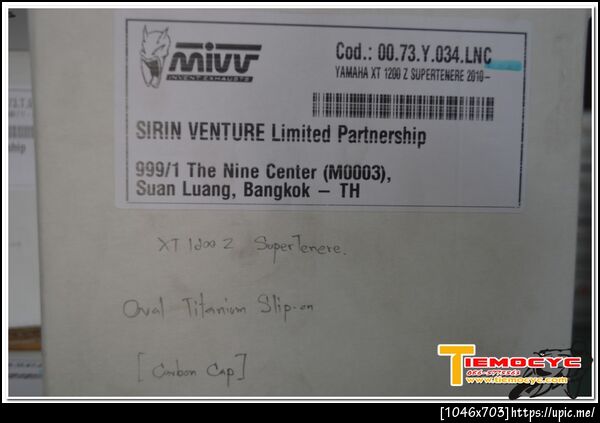 mivv
INVENT EXHAUSTS
Cod.: 00.73.Y.034.LNC
YAMAHA XT 1200 Z SUPERTENERE 2010-
SIRIN VENTURE Limited Partnership
999/1 The Nine Center (M0003),
Suan Luang, Bangkok – TH
XT 1200 Z SuperTenere.
Oval Titanium Slip-on
[Carbon Cap]
TIEMOCYC
www.tiemocyc.com
[1046x703]https://upic.me/